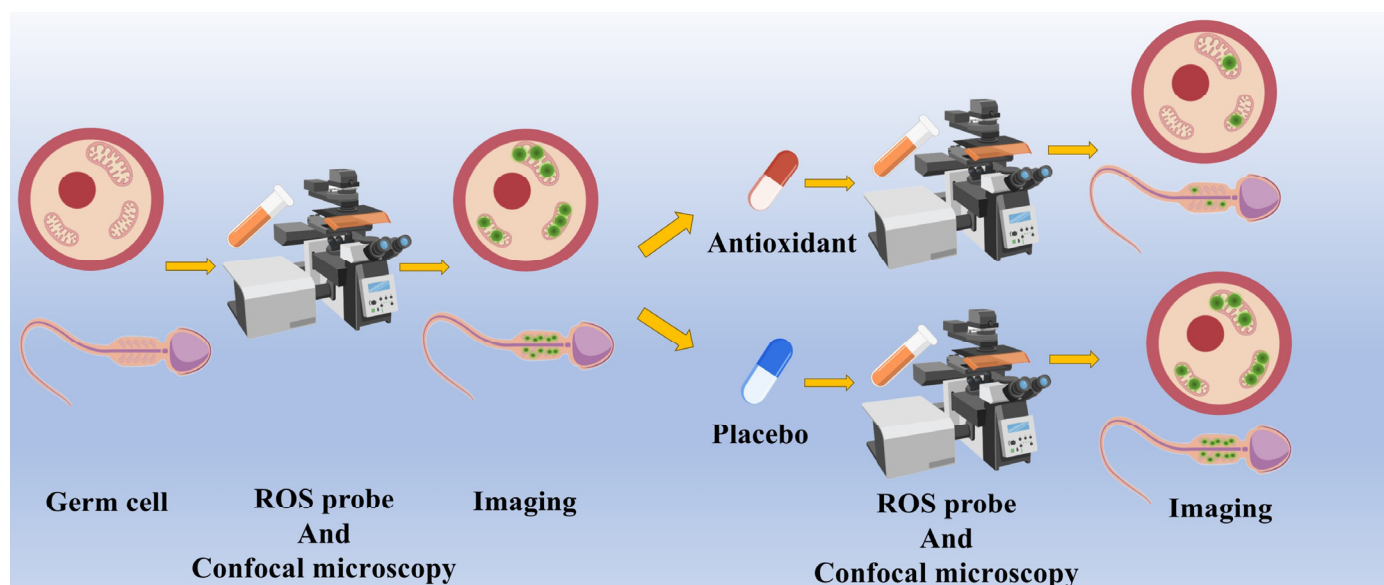 Antioxidant
Placebo
Germ cell
ROS probe
And
Confocal microscopy
Imaging
ROS probe
And
Confocal microscopy
Imaging